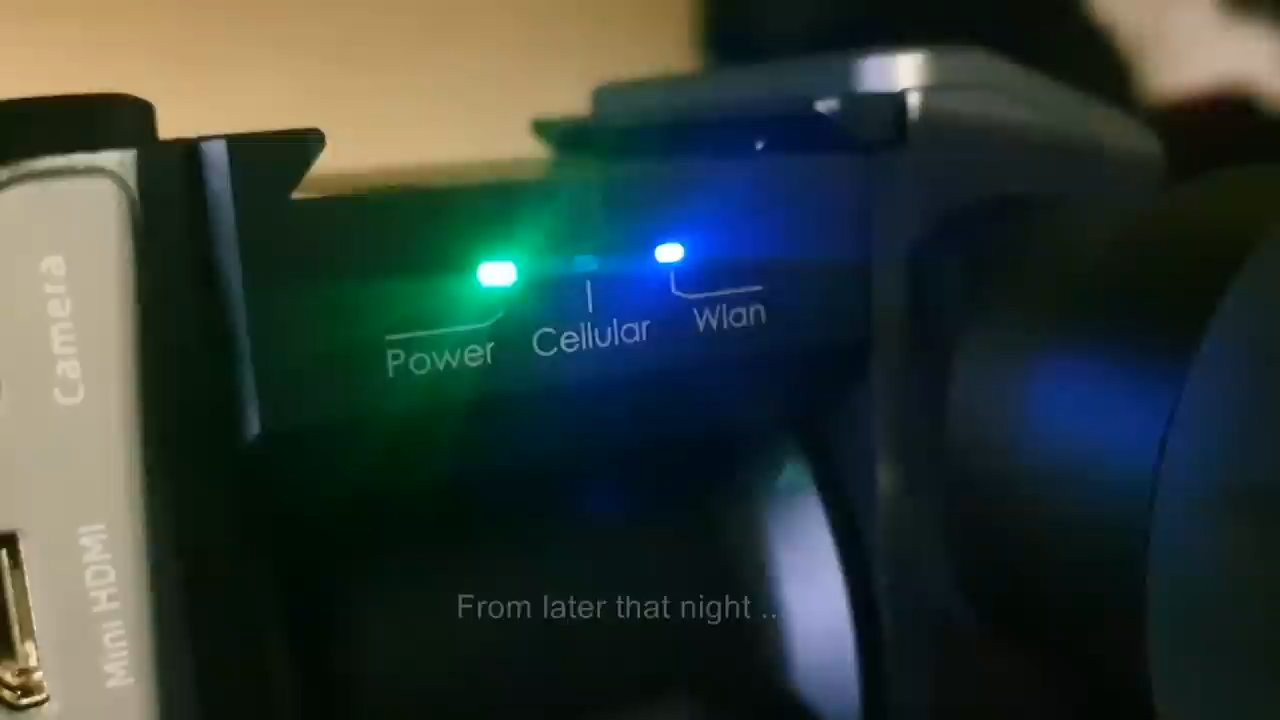 Camera
Mini HDMI
Power
Cellular
Wlan
From later that night ..